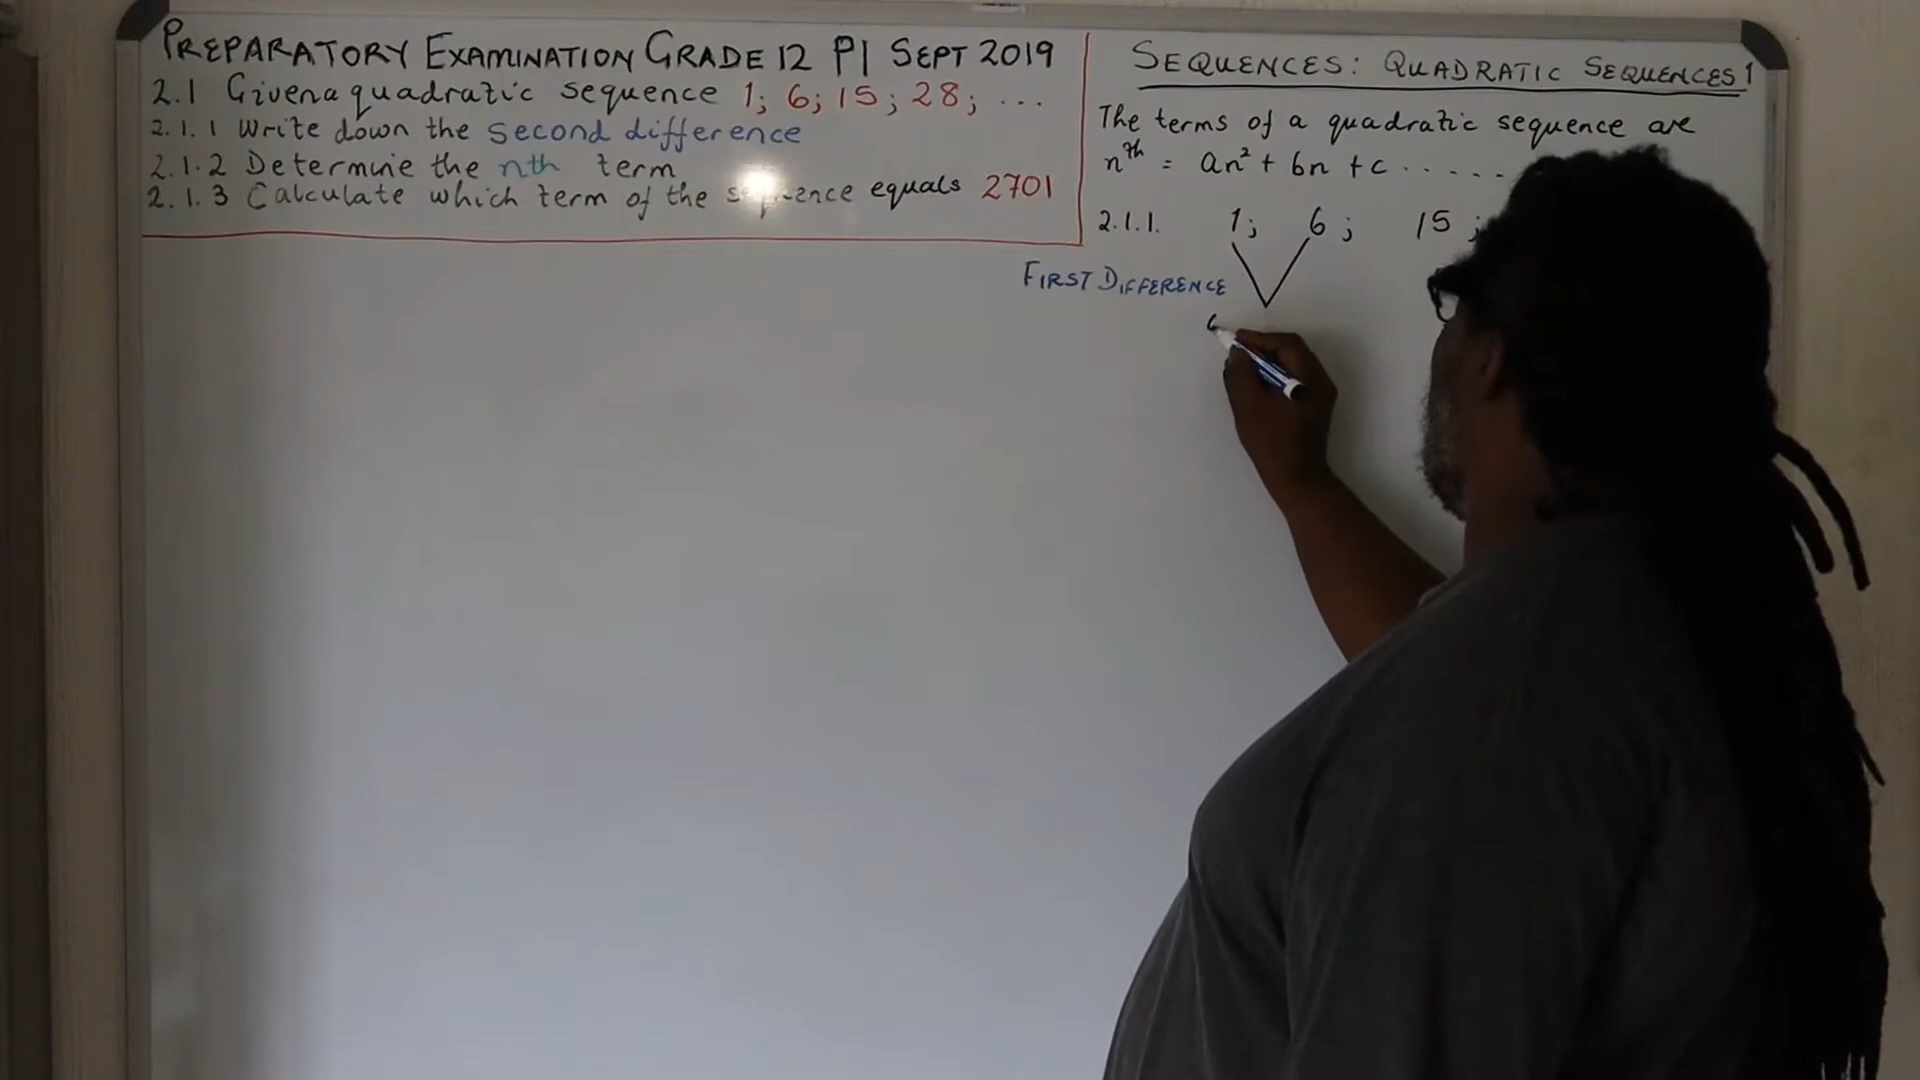 PREPARATORY EXAMINATION GRADE 12 P1 SEPT 2019
2.1 Given a quadratic sequence 1; 6; 15; 28; ...
2.1.1 Write down the second difference
2.1.2 Determine the nth term
2.1.3 Calculate which term of the sequence equals 2701
SEQUENCES: QUADRATIC SEQUENCES 1
The terms of a quadratic sequence are
nth = an² + bn + c .....
2.1.1. 1; 6; 15;
FIRST DIFFERENCE